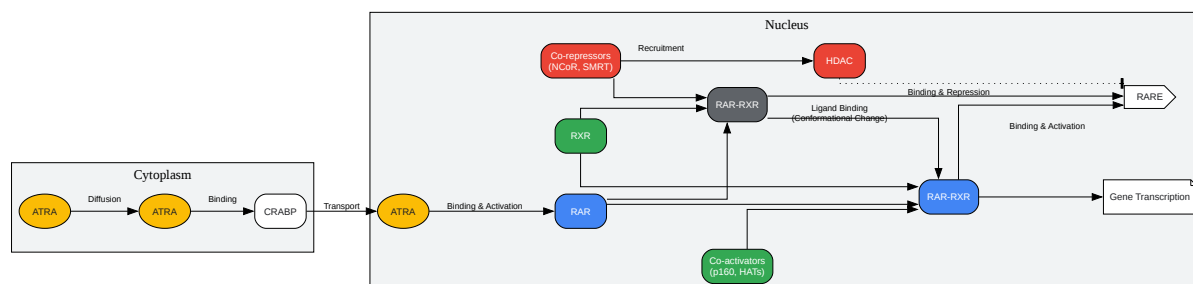 Nucleus
Co-repressors
(NCoR, SMRT)
Recruitment
HDAC
RAR-RXR
Binding & Repression
RARE
Ligand Binding
(Conformational Change)
RXR
Binding & Activation
Cytoplasm
ATRA
Diffusion
ATRA
Binding
CRABP
Transport
ATRA
Binding & Activation
RAR
RAR-RXR
Gene Transcription
Co-activators
(p160, HATs)